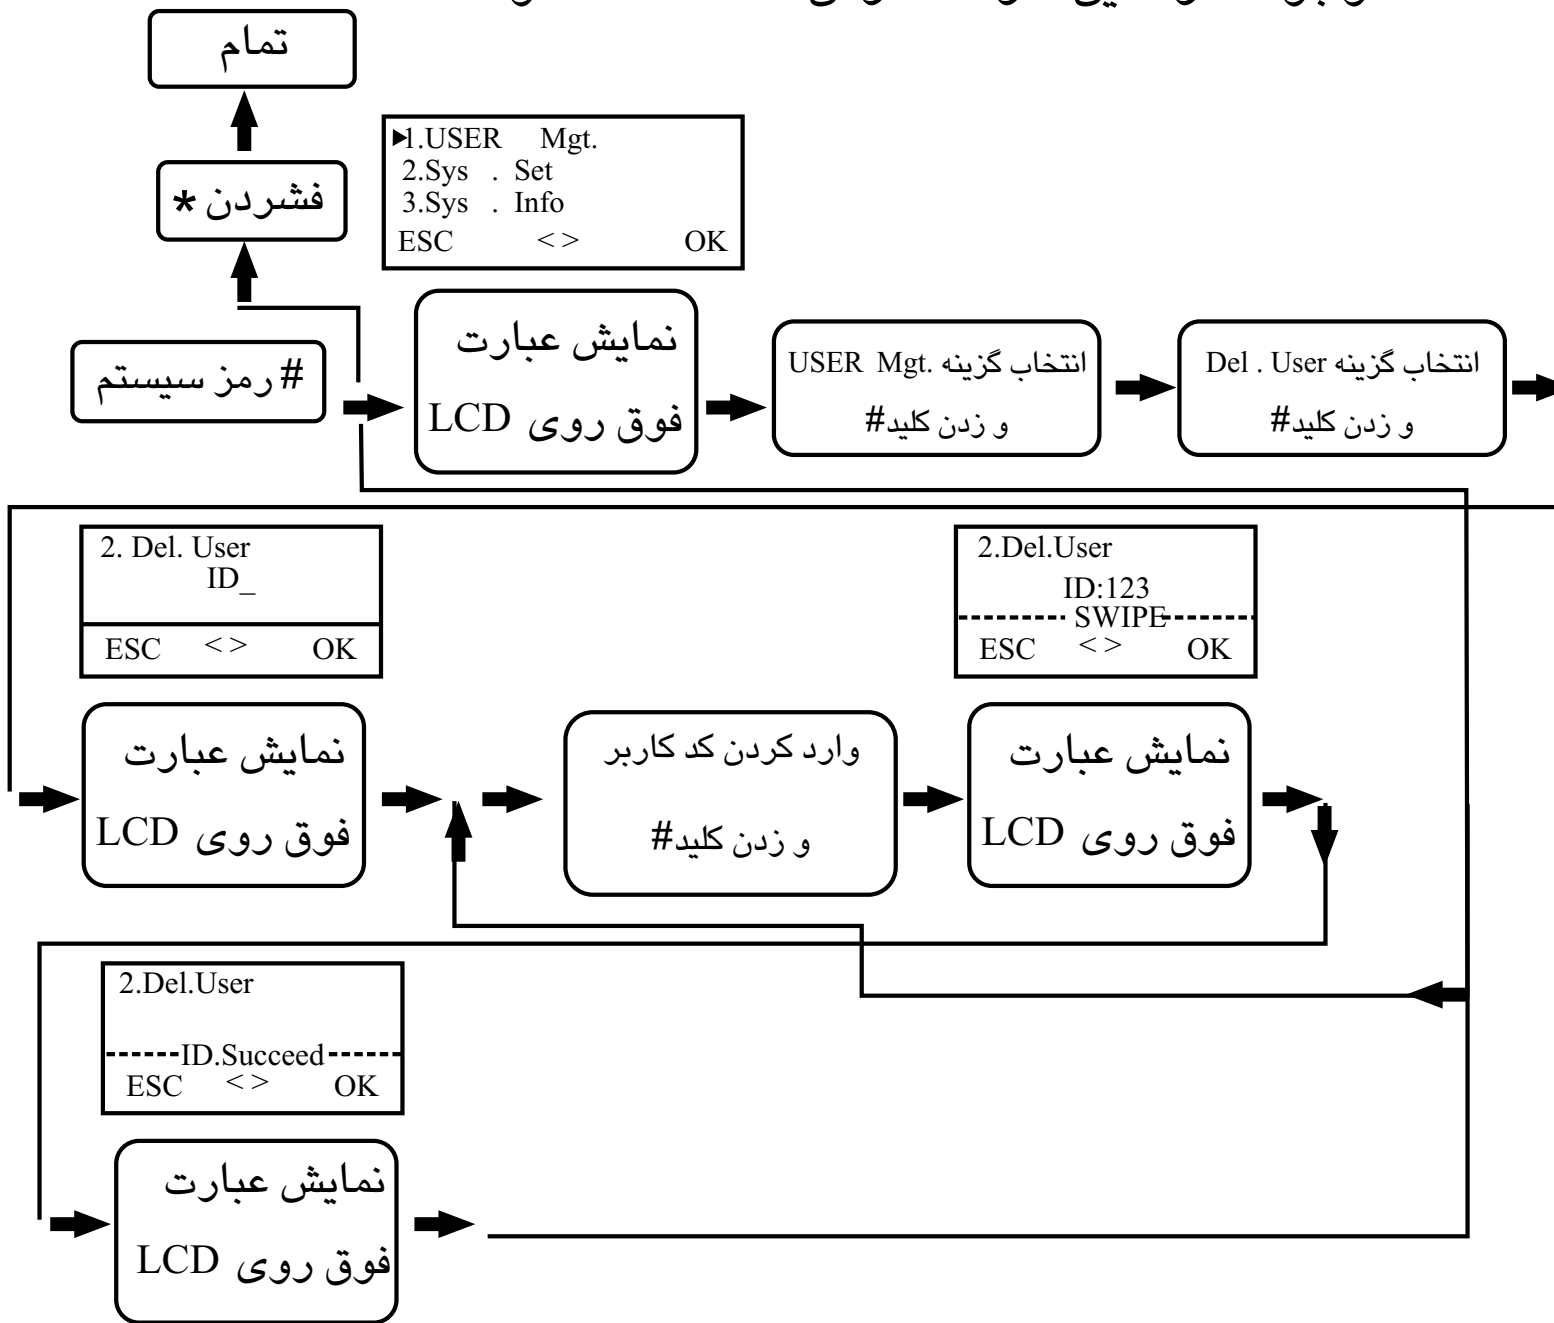 تمام
فشردن *
1.USER Mgt.
2.Sys . Set
3.Sys . Info
ESC < > OK
# رمز سیستم
نمایش عبارت
فوق روی LCD
انتخاب گزینه USER Mgt.
و زدن کلید#
انتخاب گزینه Del . User
و زدن کلید#
2. Del. User
ID_
ESC < > OK
نمایش عبارت
فوق روی LCD
وارد کردن کد کاربر
و زدن کلید#
2.Del.User
ID:123
-------- SWIPE-------
ESC < > OK
نمایش عبارت
فوق روی LCD
2.Del.User
------ID.Succeed------
ESC < > OK
نمایش عبارت
فوق روی LCD